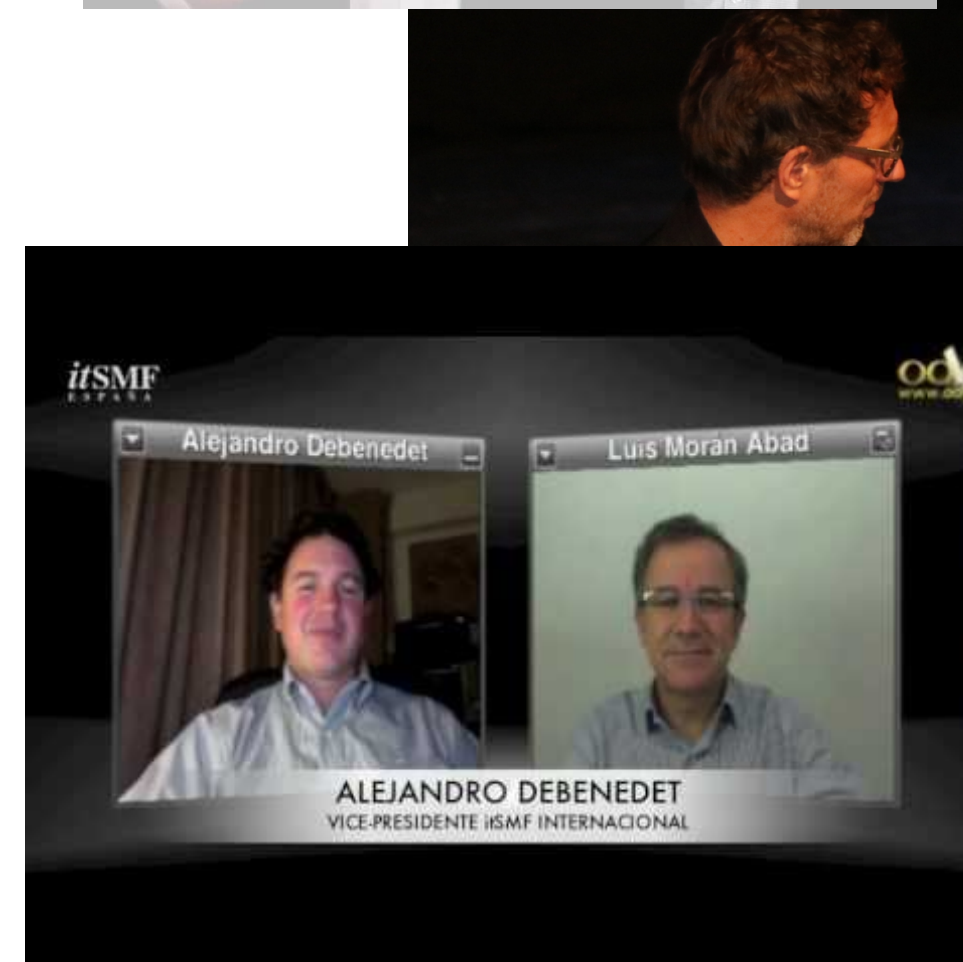 itSMF
ESPAÑA
Alejandro Debenedet
Luis Morán Abad
ALEJANDRO DEBENEDET
VICE-PRESIDENTE itSMF INTERNACIONAL